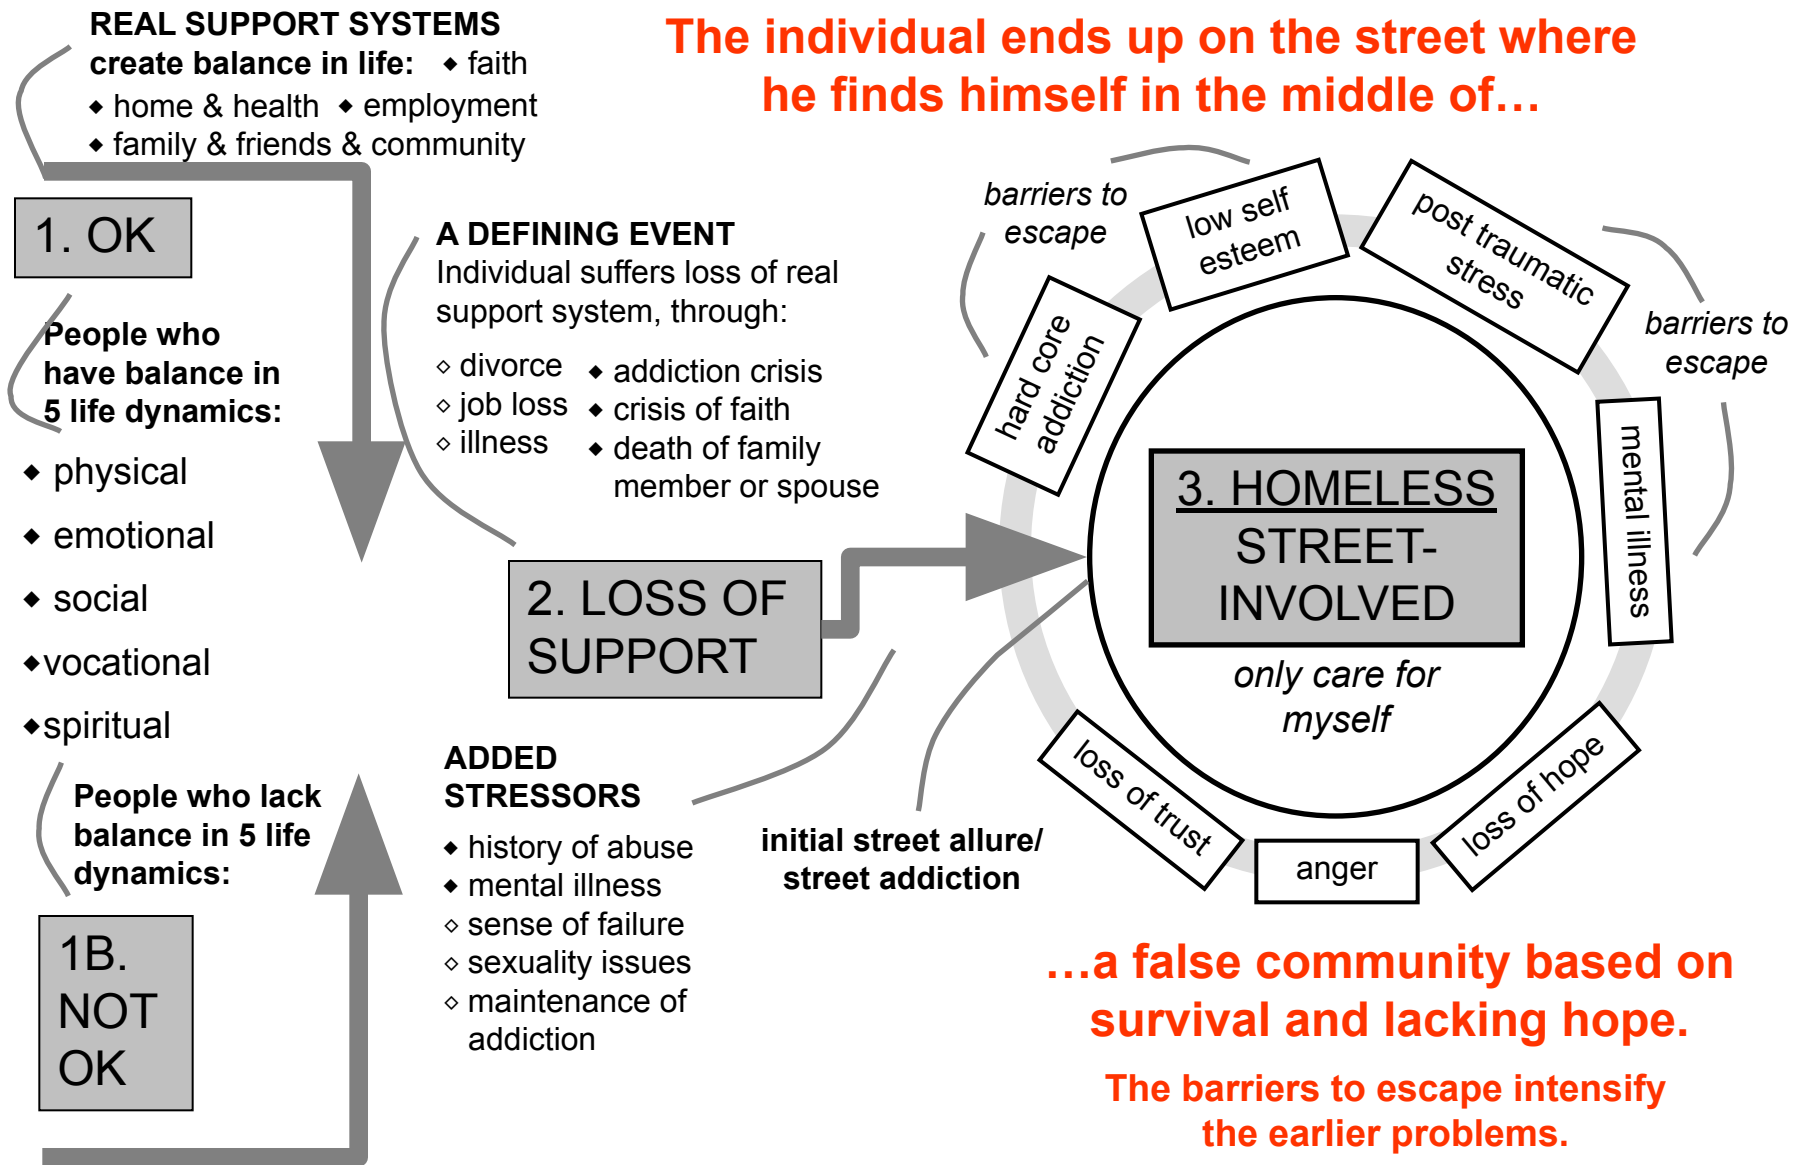 REAL SUPPORT SYSTEMS
create balance in life: ◆ faith
◆ home & health ◆ employment
◆ family & friends & community
The individual ends up on the street where
he finds himself in the middle of…
1. OK
People who
have balance in
5 life dynamics:
◆ physical
◆ emotional
◆ social
◆vocational
◆spiritual
People who lack
balance in 5 life
dynamics:
1B.
NOT
OK
A DEFINING EVENT
Individual suffers loss of real
support system, through:
◇ divorce
◇ job loss
◇ illness
◆ addiction crisis
◆ crisis of faith
◆ death of family
member or spouse
2. LOSS OF
SUPPORT
ADDED
STRESSORS
◆ history of abuse
◆ mental illness
◇ sense of failure
◇ sexuality issues
◇ maintenance of
addiction
initial street allure/
street addiction
barriers to
escape
hard core
addiction
low self
esteem
post traumatic
stress
barriers to
escape
mental illness
3. HOMELESS
STREET-
INVOLVED
only care for
myself
loss of trust
anger
loss of hope
…a false community based on
survival and lacking hope.
The barriers to escape intensify
the earlier problems.